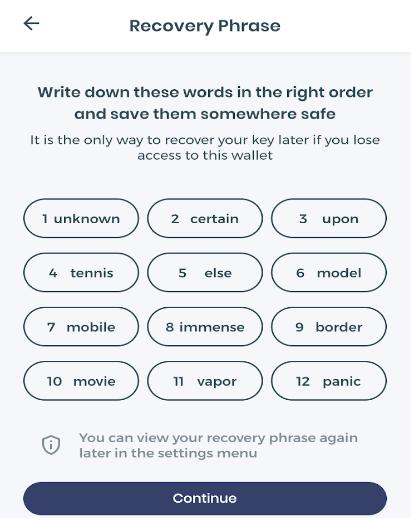 Recovery Phrase
Write down these words in the right order
and save them somewhere safe
It is the only way to recover your key later if you lose
access to this wallet
1 unknown
2 certain
3 upon
4 tennis
5 else
6 model
7 mobile
8 immense
9 border
10 movie
11 vapor
12 panic
You can view your recovery phrase again
later in the settings menu
Continue